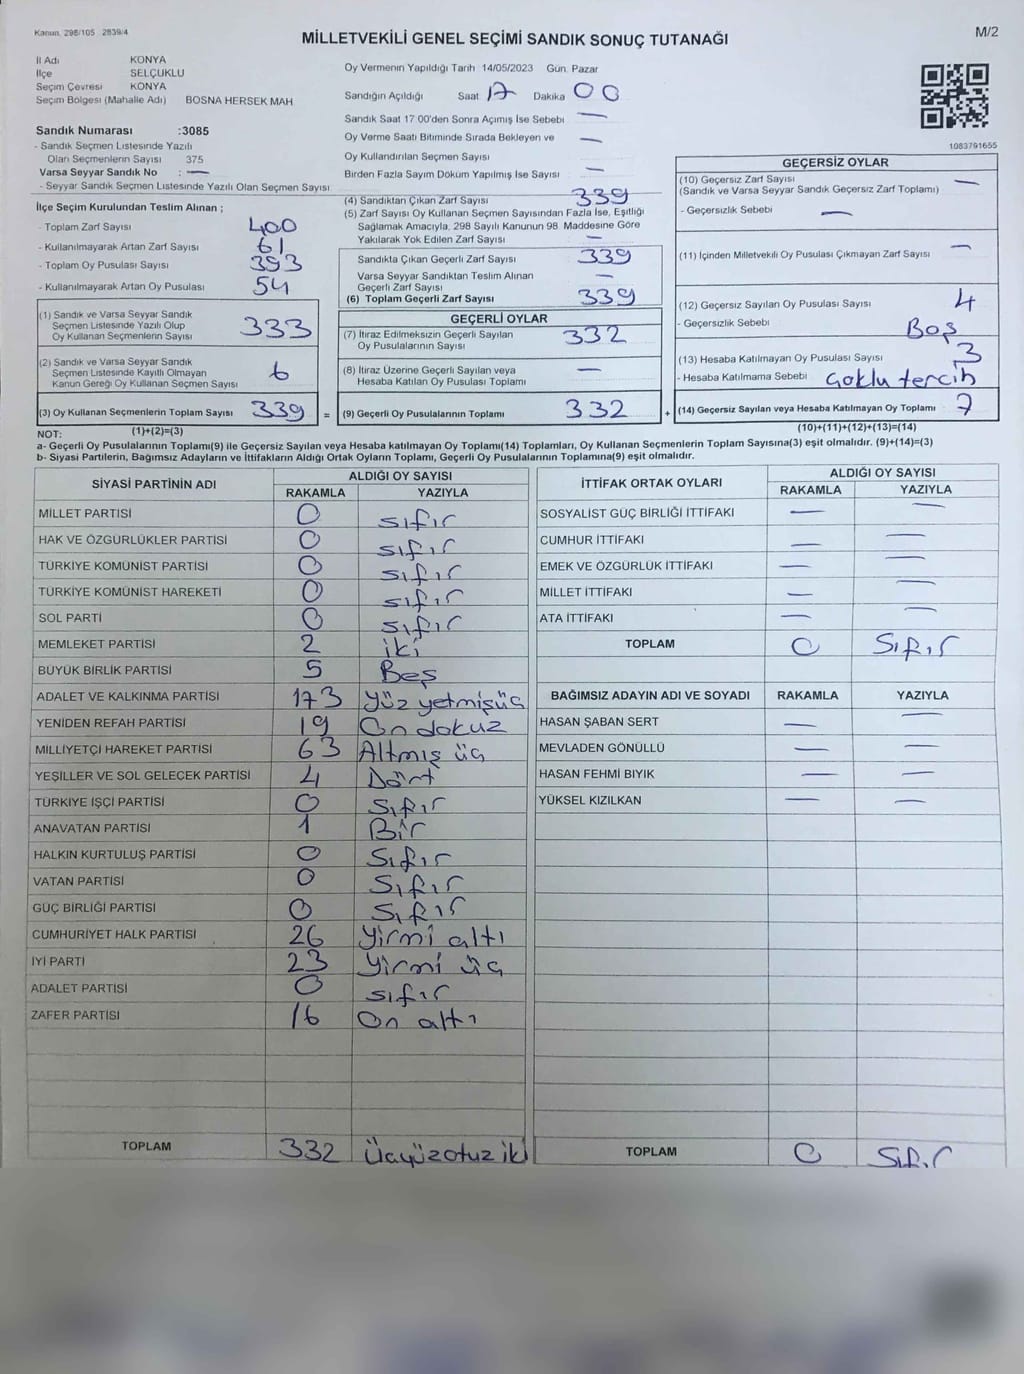 Kanun. 298/105 2839/4
M/2
MİLLETVEKİLİ GENEL SEÇİMİ SANDIK SONUÇ TUTANAĞI
İl Adı KONYA
İlçe SELÇUKLU
Seçim Çevresi KONYA
Seçim Bölgesi (Mahalle Adı) BOSNA HERSEK MAH
Sandık Numarası :3085
- Sandık Seçmen Listesinde Yazılı
Olan Seçmenlerin Sayısı 375
Varsa Seyyar Sandık No : —
- Seyyar Sandık Seçmen Listesinde Yazılı Olan Seçmen Sayısı
Oy Vermenin Yapıldığı Tarih 14/05/2023 Gün. Pazar
Sandığın Açıldığı Saat 17 Dakika 00
Sandık Saat 17 00'den Sonra Açımış İse Sebebi —
Oy Verme Saati Bitiminde Sırada Bekleyen ve —
Oy Kullandırılan Seçmen Sayısı
Birden Fazla Sayım Döküm Yapılmış İse Sayısı —
1083791655
İlçe Seçim Kurulundan Teslim Alınan ;
- Toplam Zarf Sayısı 400
- Kullanılmayarak Artan Zarf Sayısı 61
- Toplam Oy Pusulası Sayısı 393
- Kullanılmayarak Artan Oy Pusulası 54
(1) Sandık ve Varsa Seyyar Sandık
Seçmen Listesinde Yazılı Olup
Oy Kullanan Seçmenlerin Sayısı 333
(2) Sandık ve Varsa Seyyar Sandık
Seçmen Listesinde Kayıtlı Olmayan
Kanun Gereği Oy Kullanan Seçmen Sayısı 6
(3) Oy Kullanan Seçmenlerin Toplam Sayısı 339 =
(1)+(2)=(3)
(4) Sandıktan Çıkan Zarf Sayısı 339
(5) Zarf Sayısı Oy Kullanan Seçmen Sayısından Fazla İse, Eşitliği
Sağlamak Amacıyla, 298 Sayılı Kanunun 98 Maddesine Göre
Yakılarak Yok Edilen Zarf Sayısı —
Sandıkta Çıkan Geçerli Zarf Sayısı 339
Varsa Seyyar Sandıktan Teslim Alınan
Geçerli Zarf Sayısı —
(6) Toplam Geçerli Zarf Sayısı 339
GEÇERLİ OYLAR
(7) İtiraz Edilmeksizin Geçerli Sayılan
Oy Pusulalarının Sayısı 332
(8) İtiraz Üzerine Geçerli Sayılan veya
Hesaba Katılan Oy Pusulası Toplamı —
(9) Geçerli Oy Pusulalarının Toplamı 332 +
GEÇERSİZ OYLAR
(10) Geçersiz Zarf Sayısı
(Sandık ve Varsa Seyyar Sandık Geçersiz Zarf Toplamı) —
- Geçersizlik Sebebi —
(11) İçinden Milletvekili Oy Pusulası Çıkmayan Zarf Sayısı —
(12) Geçersiz Sayılan Oy Pusulası Sayısı 4
- Geçersizlik Sebebi Boş
(13) Hesaba Katılmayan Oy Pusulası Sayısı 3
- Hesaba Katılmama Sebebi Çoklu tercih
(14) Geçersiz Sayılan veya Hesaba Katılmayan Oy Toplamı 7
(10)+(11)+(12)+(13)=(14)
NOT:
a- Geçerli Oy Pusulalarının Toplamı(9) ile Geçersiz Sayılan veya Hesaba katılmayan Oy Toplamı(14) Toplamları, Oy Kullanan Seçmenlerin Toplam Sayısına(3) eşit olmalıdır. (9)+(14)=(3)
b- Siyasi Partilerin, Bağımsız Adayların ve İttifakların Aldığı Ortak Oyların Toplamı, Geçerli Oy Pusulalarının Toplamına(9) eşit olmalıdır.
SİYASİ PARTİNİN ADI ALDIĞI OY SAYISI
RAKAMLA YAZIYLA
MİLLET PARTİSİ 0 sıfır
HAK VE ÖZGÜRLÜKLER PARTİSİ 0 sıfır
TÜRKİYE KOMÜNİST PARTİSİ 0 sıfır
TÜRKİYE KOMÜNİST HAREKETİ 0 sıfır
SOL PARTİ 0 sıfır
MEMLEKET PARTİSİ 2 iki
BÜYÜK BİRLİK PARTİSİ 5 Beş
ADALET VE KALKINMA PARTİSİ 173 Yüz yetmişüç
YENİDEN REFAH PARTİSİ 19 On dokuz
MİLLİYETÇİ HAREKET PARTİSİ 63 Altmış üç
YEŞİLLER VE SOL GELECEK PARTİSİ 4 Dört
TÜRKİYE İŞÇİ PARTİSİ 0 Sıfır
ANAVATAN PARTİSİ 1 Bir
HALKIN KURTULUŞ PARTİSİ 0 Sıfır
VATAN PARTİSİ 0 Sıfır
GÜÇ BİRLİĞİ PARTİSİ 0 Sıfır
CUMHURİYET HALK PARTİSİ 26 Yirmi altı
İYİ PARTİ 23 Yirmi üç
ADALET PARTİSİ 0 sıfır
ZAFER PARTİSİ 16 On altı
TOPLAM 332 Üçyüzotuz iki
İTTİFAK ORTAK OYLARI ALDIĞI OY SAYISI
RAKAMLA YAZIYLA
SOSYALİST GÜÇ BİRLİĞİ İTTİFAKI — —
CUMHUR İTTİFAKI — —
EMEK VE ÖZGÜRLÜK İTTİFAKI — —
MİLLET İTTİFAKI — —
ATA İTTİFAKI — —
TOPLAM 0 Sıfır
BAĞIMSIZ ADAYIN ADI VE SOYADI RAKAMLA YAZIYLA
HASAN ŞABAN SERT — —
MEVLADEN GÖNÜLLÜ — —
HASAN FEHMİ BIYIK — —
YÜKSEL KIZILKAN — —
TOPLAM 0 Sıfır